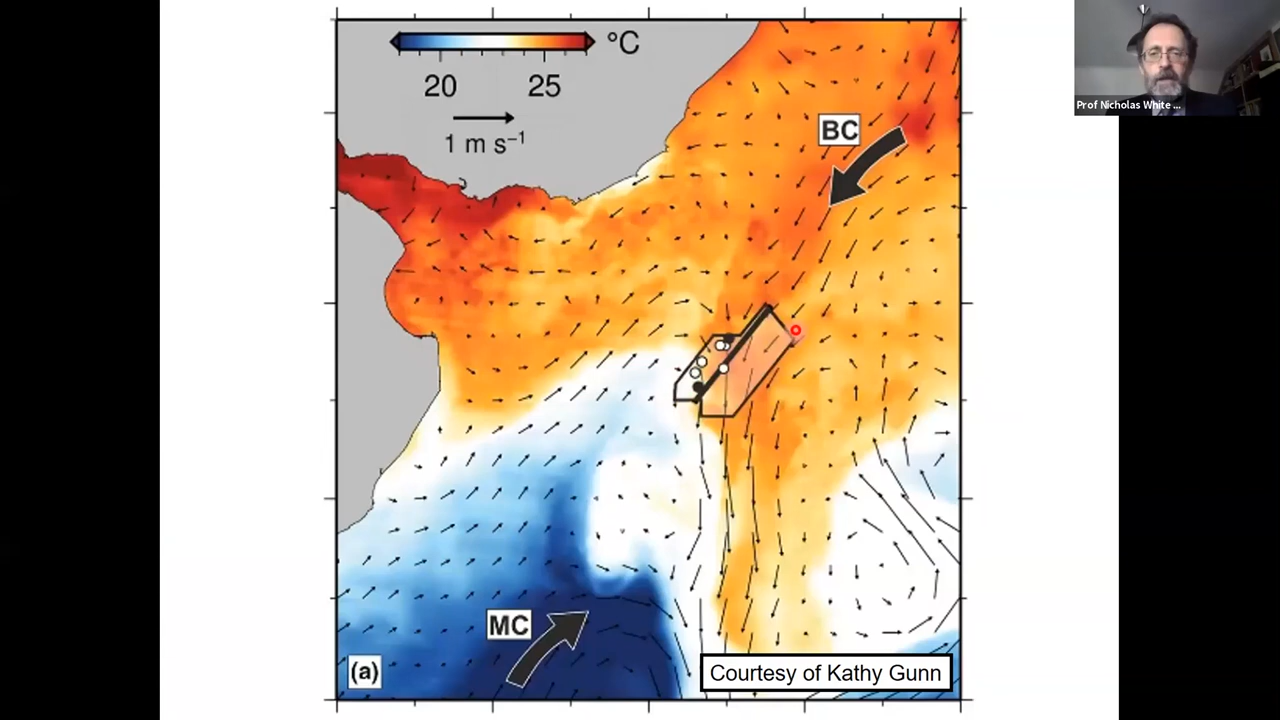 °C
20 25
1 m s⁻¹
BC
MC
(a)
Courtesy of Kathy Gunn
Prof Nicholas White ...